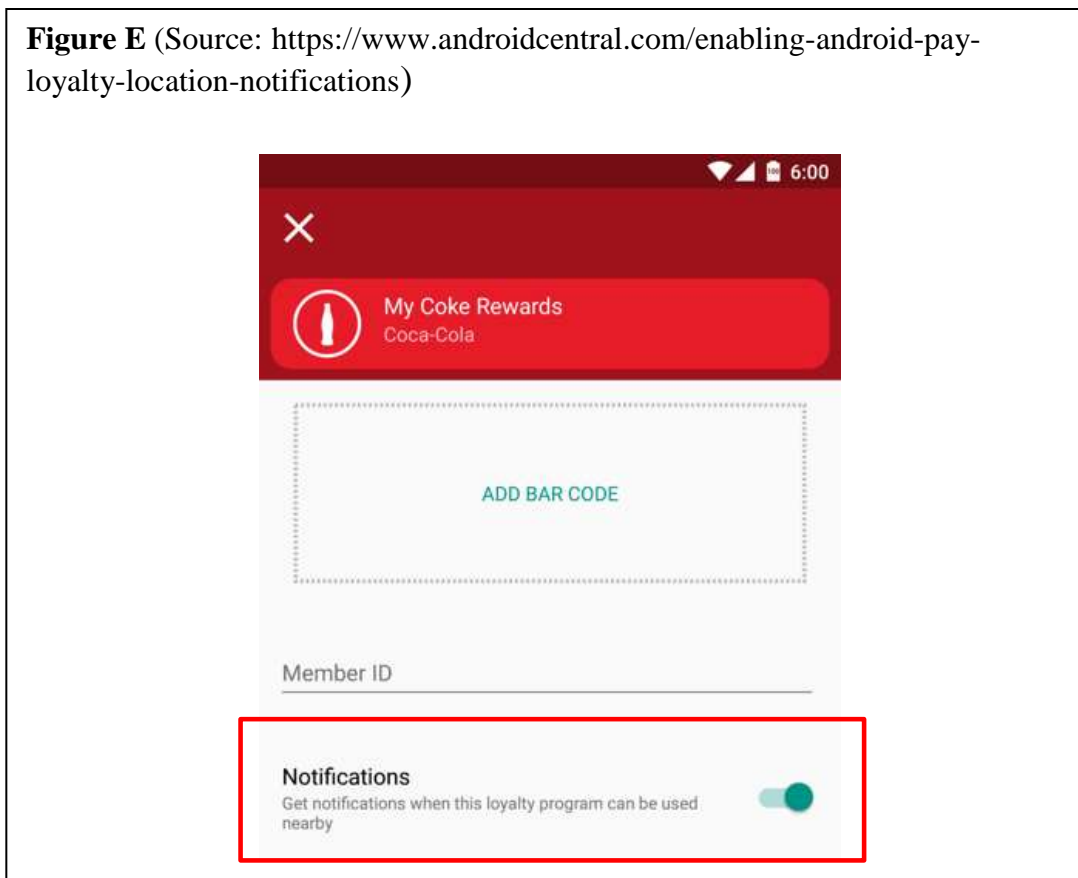 Figure E (Source: https://www.androidcentral.com/enabling-android-pay-
loyalty-location-notifications)
100 6:00
My Coke Rewards
Coca-Cola
ADD BAR CODE
Member ID
Notifications
Get notifications when this loyalty program can be used
nearby